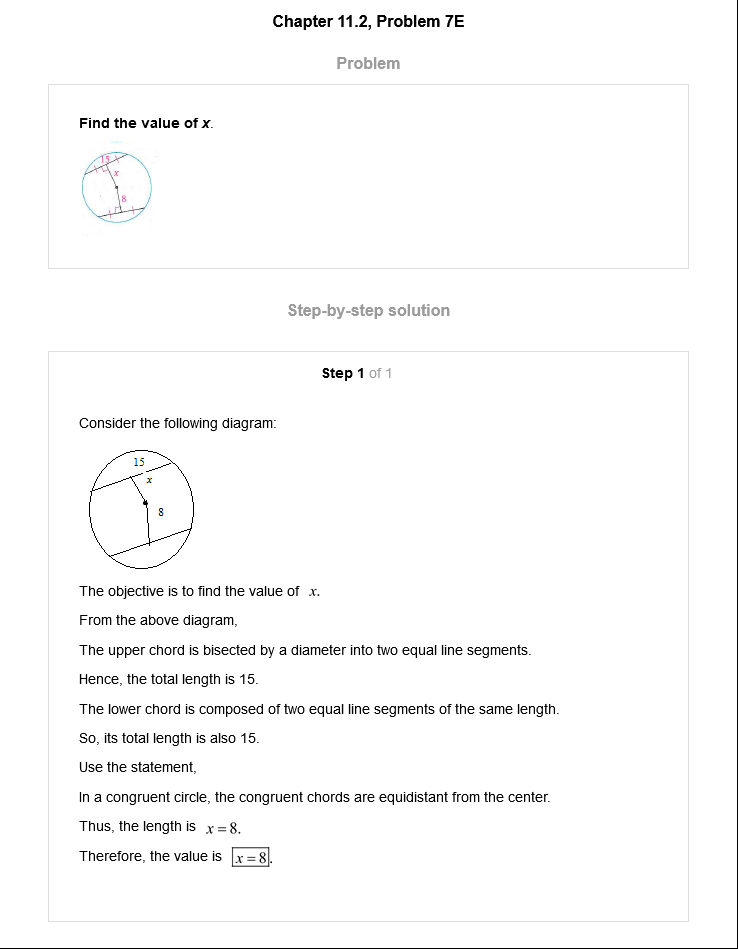 Chapter 11.2, Problem 7E
Problem
Find the value of x.
15
x
8
Step-by-step solution
Step 1 of 1
Consider the following diagram:
15
x
8
The objective is to find the value of x.
From the above diagram,
The upper chord is bisected by a diameter into two equal line segments.
Hence, the total length is 15.
The lower chord is composed of two equal line segments of the same length.
So, its total length is also 15.
Use the statement,
In a congruent circle, the congruent chords are equidistant from the center.
Thus, the length is x = 8.
Therefore, the value is x = 8.